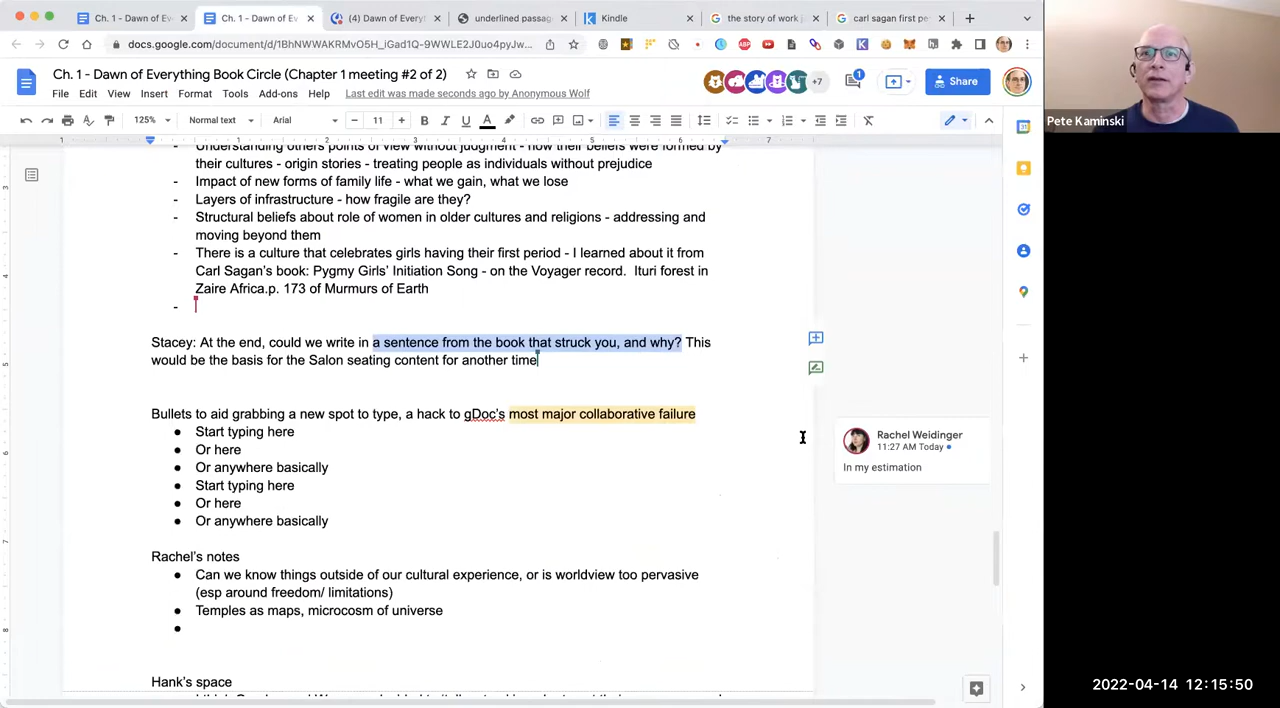 Ch. 1 - Dawn of Ev
Ch. 1 - Dawn of Ev
(4) Dawn of Every
underlined passag
Kindle
the story of work
carl sagan first pe
docs.google.com/document/d/1BhNWWAKRMvO5H_iGad1Q-9WWLE2J0uo4pyJw...
Ch. 1 - Dawn of Everything Book Circle (Chapter 1 meeting #2 of 2)
File Edit View Insert Format Tools Add-ons Help Last edit was made seconds ago by Anonymous Wolf
+7
1
Share
125% Normal text Arial 11
1 1 2 3 4 5 6 7
Understanding others points of view without judgment - how their beliefs were formed by
their cultures - origin stories - treating people as individuals without prejudice
- Impact of new forms of family life - what we gain, what we lose
- Layers of infrastructure - how fragile are they?
- Structural beliefs about role of women in older cultures and religions - addressing and
moving beyond them
- There is a culture that celebrates girls having their first period - I learned about it from
Carl Sagan's book: Pygmy Girls' Initiation Song - on the Voyager record. Ituri forest in
Zaire Africa.p. 173 of Murmurs of Earth
-
Stacey: At the end, could we write in a sentence from the book that struck you, and why? This
would be the basis for the Salon seating content for another time
Bullets to aid grabbing a new spot to type, a hack to gDoc's most major collaborative failure
● Start typing here
● Or here
● Or anywhere basically
● Start typing here
● Or here
● Or anywhere basically
Rachel's notes
● Can we know things outside of our cultural experience, or is worldview too pervasive
(esp around freedom/ limitations)
● Temples as maps, microcosm of universe
●
Hank's space
Rachel Weidinger
11:27 AM Today
In my estimation
Pete Kaminski
2022-04-14 12:15:50